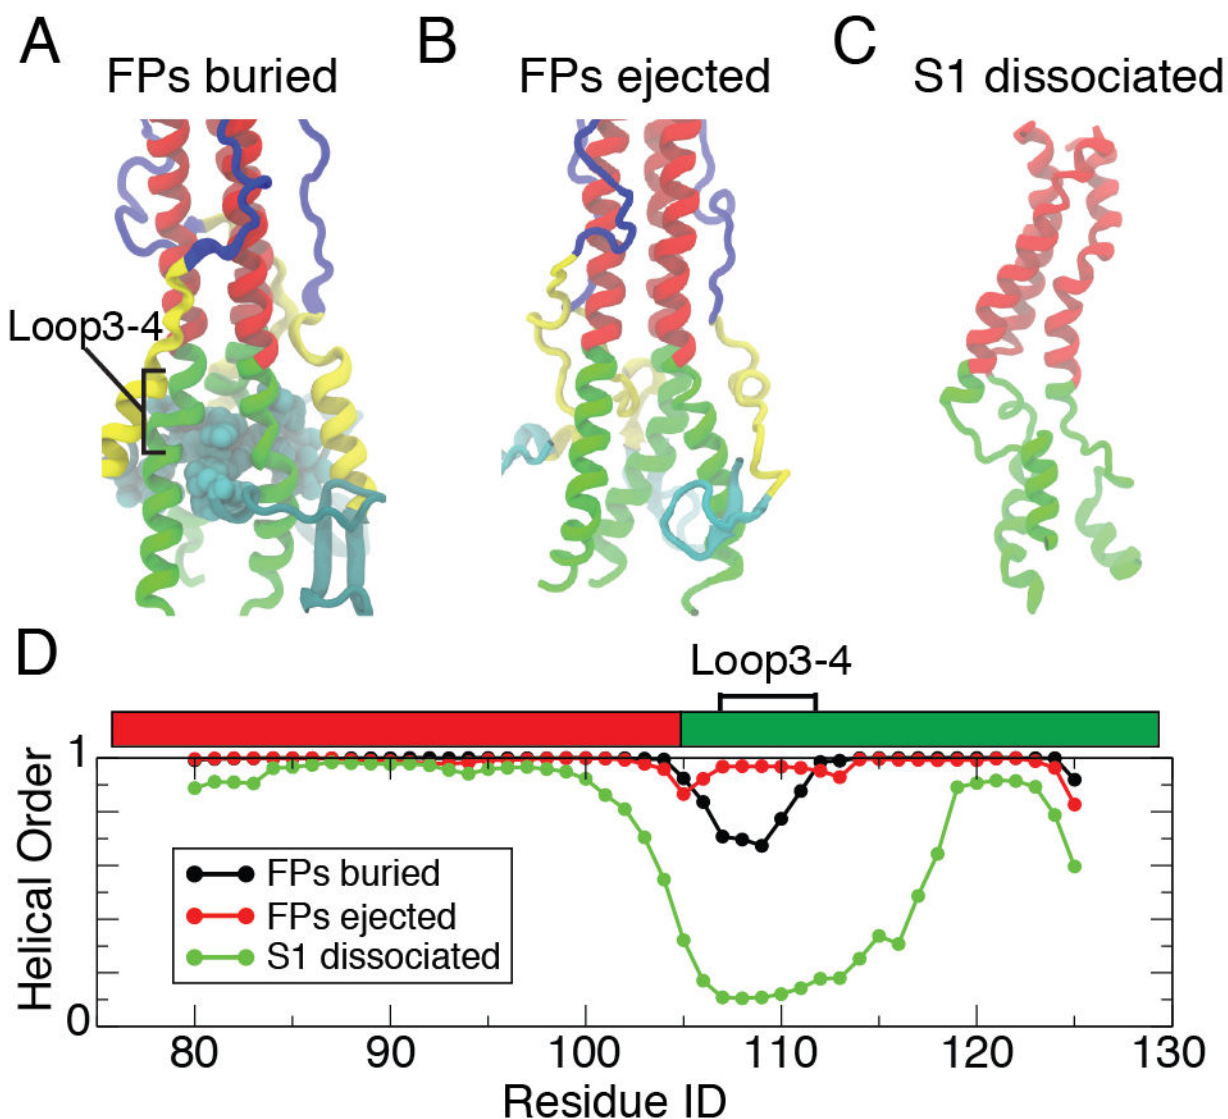 A
FPs buried
B
FPs ejected
C
S1 dissociated
Loop3-4
D
Loop3-4
Helical Order
1
0
FPs buried
FPs ejected
S1 dissociated
80 90 100 110 120 130
Residue ID